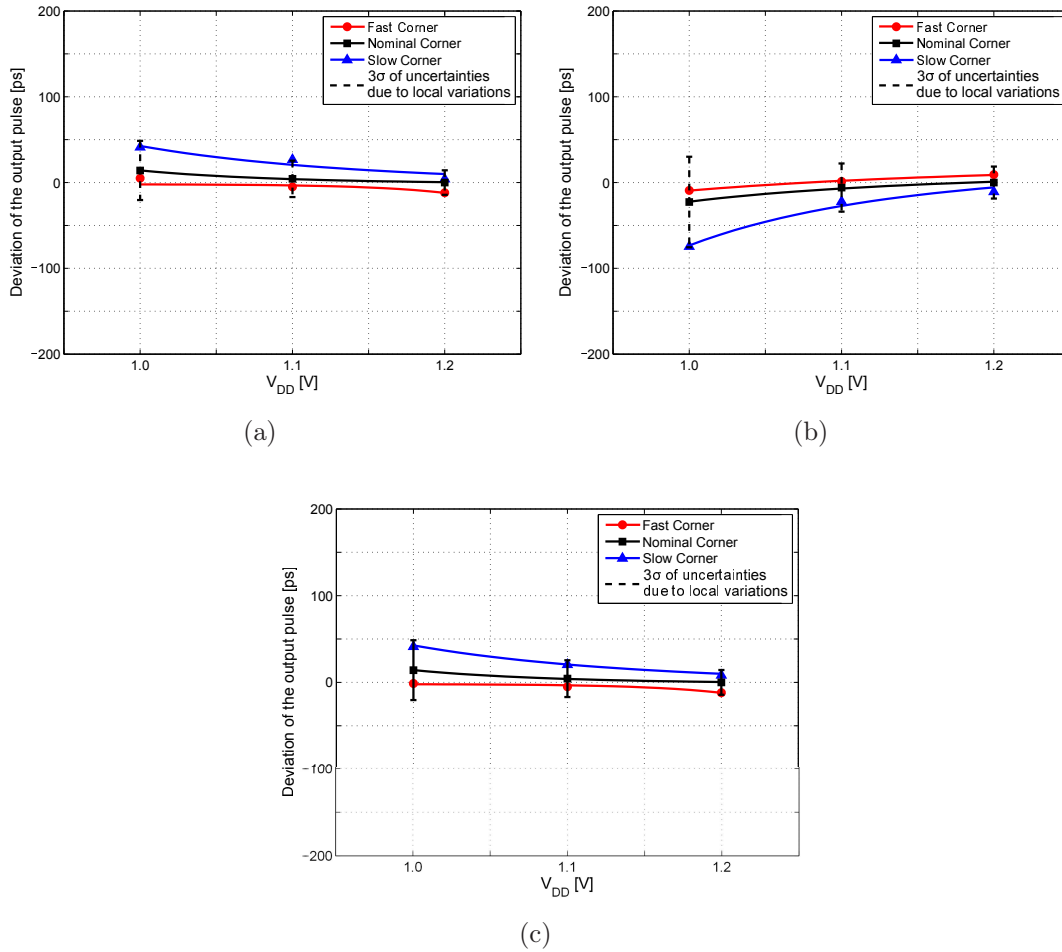 200
100
0
−100
−200
Deviation of the output pulse [ps]
1.0
1.1
1.2
V_DD [V]
Fast Corner
Nominal Corner
Slow Corner
3σ of uncertainties
due to local variations
(a)
200
100
0
−100
−200
Deviation of the output pulse [ps]
1.0
1.1
1.2
V_DD [V]
Fast Corner
Nominal Corner
Slow Corner
3σ of uncertainties
due to local variations
(b)
200
100
0
−100
−200
Deviation of the output pulse [ps]
1.0
1.1
1.2
V_DD [V]
Fast Corner
Nominal Corner
Slow Corner
3σ of uncertainties
due to local variations
(c)